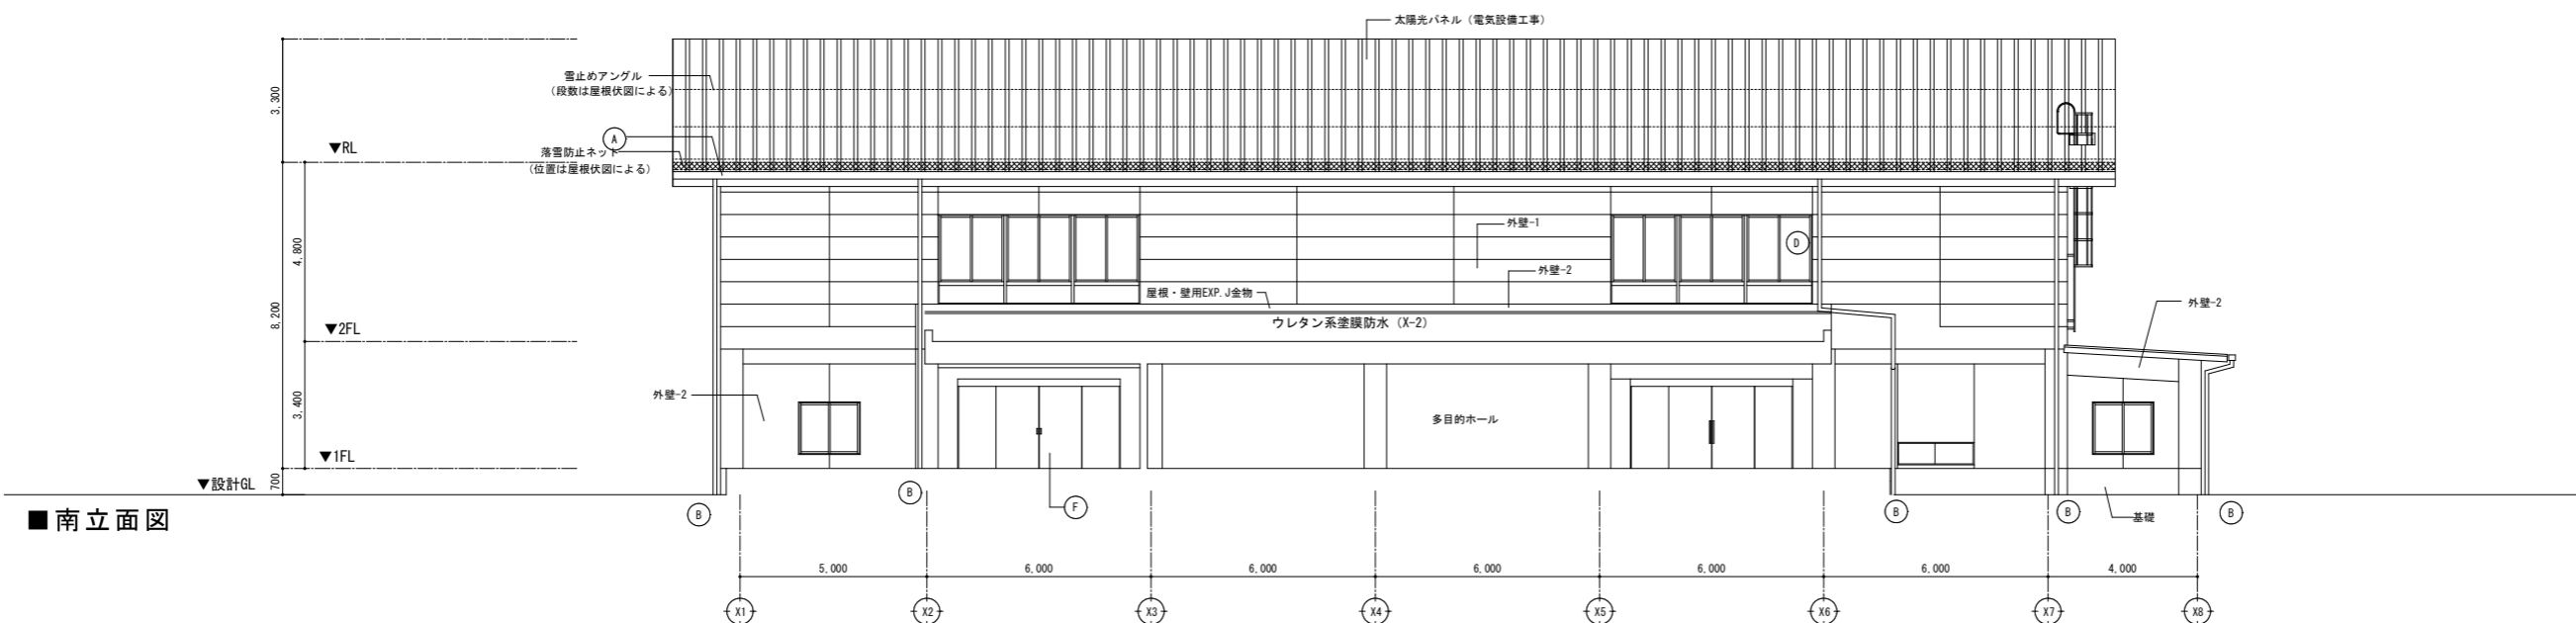 太陽光パネル（電気設備工事）
雪止めアングル
（段数は屋根伏図による）
3,300
A
▼RL
落雪防止ネット
（位置は屋根伏図による）
外壁-1
D
4,800
外壁-2
屋根・壁用EXP.J金物
外壁-2
8,200
▼2FL
ウレタン系塗膜防水（X-2）
外壁-2
3,400
多目的ホール
▼1FL
700
▼設計GL
B
B
F
B
B
B
基礎
■南立面図
5,000
6,000
6,000
6,000
6,000
6,000
4,000
X1
X2
X3
X4
X5
X6
X7
X8